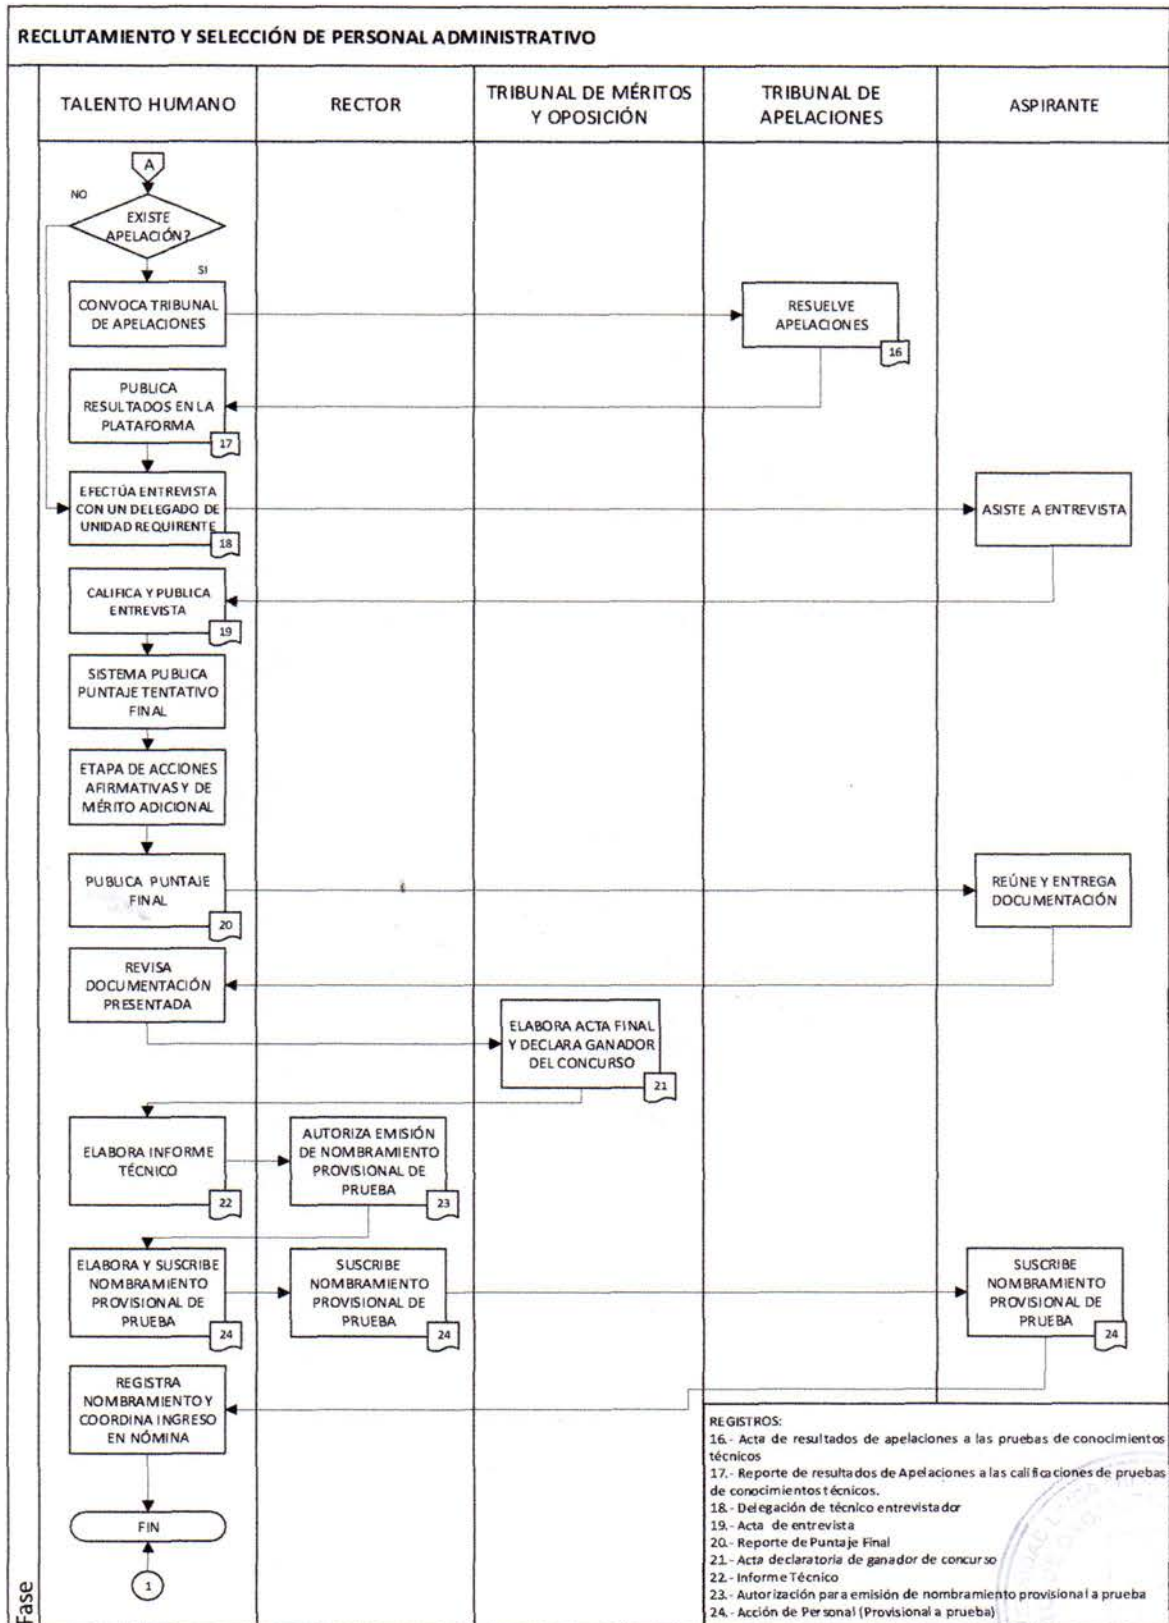 RECLUTAMIENTO Y SELECCIÓN DE PERSONAL ADMINISTRATIVO
TALENTO HUMANO
RECTOR
TRIBUNAL DE MÉRITOS
Y OPOSICIÓN
TRIBUNAL DE
APELACIONES
ASPIRANTE
A
NO
EXISTE
APELACIÓN?
SI
CONVOCA TRIBUNAL
DE APELACIONES
RESUELVE
APELACIONES
16
PUBLICA
RESULTADOS EN LA
PLATAFORMA
17
EFECTÚA ENTREVISTA
CON UN DELEGADO DE
UNIDAD REQUIRENTE
18
ASISTE A ENTREVISTA
CALIFICA Y PUBLICA
ENTREVISTA
19
SISTEMA PUBLICA
PUNTAJE TENTATIVO
FINAL
ETAPA DE ACCIONES
AFIRMATIVAS Y DE
MÉRITO ADICIONAL
PUBLICA PUNTAJE
FINAL
20
REÚNE Y ENTREGA
DOCUMENTACIÓN
REVISA
DOCUMENTACIÓN
PRESENTADA
ELABORA ACTA FINAL
Y DECLARA GANADOR
DEL CONCURSO
21
ELABORA INFORME
TÉCNICO
22
AUTORIZA EMISIÓN
DE NOMBRAMIENTO
PROVISIONAL DE
PRUEBA
23
ELABORA Y SUSCRIBE
NOMBRAMIENTO
PROVISIONAL DE
PRUEBA
24
SUSCRIBE
NOMBRAMIENTO
PROVISIONAL DE
PRUEBA
24
SUSCRIBE
NOMBRAMIENTO
PROVISIONAL DE
PRUEBA
24
REGISTRA
NOMBRAMIENTO Y
COORDINA INGRESO
EN NÓMINA
FIN
1
Fase
REGISTROS:
16.- Acta de resultados de apelaciones a las pruebas de conocimientos
técnicos
17.- Reporte de resultados de Apelaciones a las calificaciones de pruebas
de conocimientos técnicos.
18.- Delegación de técnico entrevistador
19.- Acta de entrevista
20.- Reporte de Puntaje Final
21.- Acta declaratoria de ganador de concurso
22.- Informe Técnico
23.- Autorización para emisión de nombramiento provisional a prueba
24.- Acción de Personal (Provisional a prueba)